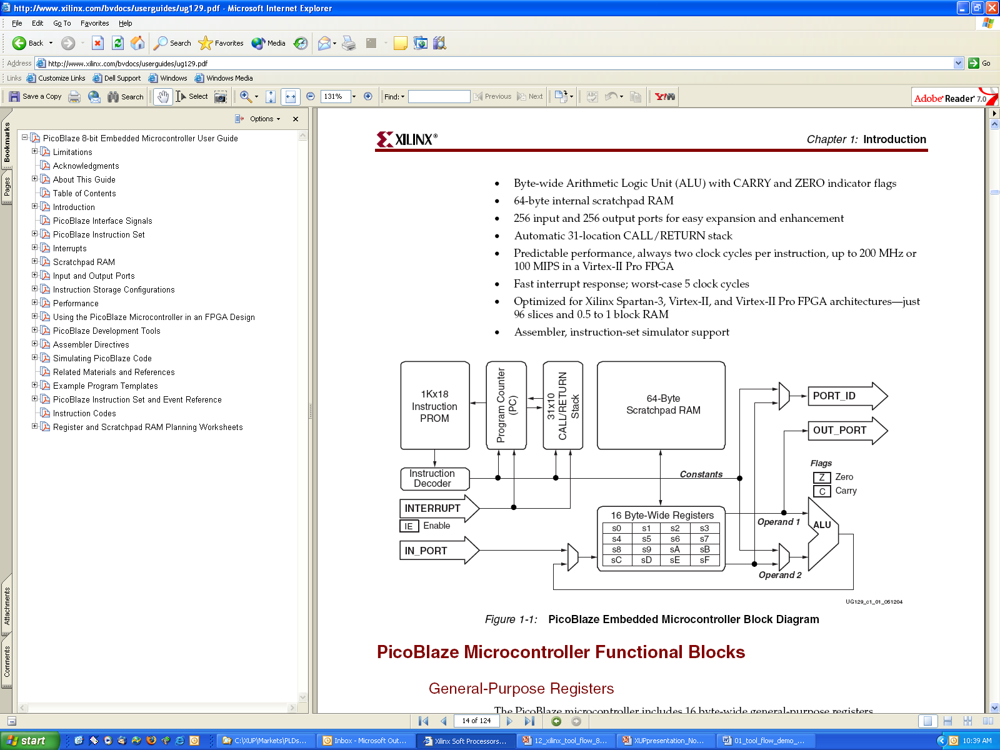 http://www.xilinx.com/bvdocs/userguides/ug129.pdf - Microsoft Internet Explorer
File Edit Go To Favorites Help
Back Search Favorites Media
Address http://www.xilinx.com/bvdocs/userguides/ug129.pdf Go
Links Customize Links Dell Support Windows Windows Media
Save a Copy Search Select 131% Find: Previous Next Y! Adobe Reader 7.0
Options
Bookmarks
Pages
Attachments
Comments
PicoBlaze 8-bit Embedded Microcontroller User Guide
Limitations
Acknowledgments
About This Guide
Table of Contents
Introduction
PicoBlaze Interface Signals
PicoBlaze Instruction Set
Interrupts
Scratchpad RAM
Input and Output Ports
Instruction Storage Configurations
Performance
Using the PicoBlaze Microcontroller in an FPGA Design
PicoBlaze Development Tools
Assembler Directives
Simulating PicoBlaze Code
Related Materials and References
Example Program Templates
PicoBlaze Instruction Set and Event Reference
Instruction Codes
Register and Scratchpad RAM Planning Worksheets
XILINX® Chapter 1: Introduction
• Byte-wide Arithmetic Logic Unit (ALU) with CARRY and ZERO indicator flags
• 64-byte internal scratchpad RAM
• 256 input and 256 output ports for easy expansion and enhancement
• Automatic 31-location CALL/RETURN stack
• Predictable performance, always two clock cycles per instruction, up to 200 MHz or
100 MIPS in a Virtex-II Pro FPGA
• Fast interrupt response; worst-case 5 clock cycles
• Optimized for Xilinx Spartan-3, Virtex-II, and Virtex-II Pro FPGA architectures—just
96 slices and 0.5 to 1 block RAM
• Assembler, instruction-set simulator support
1Kx18
Instruction
PROM
Program Counter
(PC)
31x10
CALL/RETURN
Stack
64-Byte
Scratchpad RAM
PORT_ID
OUT_PORT
Instruction
Decoder
Constants
Flags
Z Zero
C Carry
INTERRUPT
IE Enable
IN_PORT
16 Byte-Wide Registers
s0 s1 s2 s3
s4 s5 s6 s7
s8 s9 sA sB
sC sD sE sF
Operand 1
ALU
Operand 2
UG129_c1_01_051204
Figure 1-1: PicoBlaze Embedded Microcontroller Block Diagram
PicoBlaze Microcontroller Functional Blocks
General-Purpose Registers
The PicoBlaze microcontroller includes 16 byte-wide general-purpose registers
14 of 124
start C:\XUP\Markets\PLDs... Inbox - Microsoft Out... Xilinx Soft Processors... 12_xilinx_tool_flow_8... XUPpresentation_No... 01_tool_flow_demo_... 10:39 AM